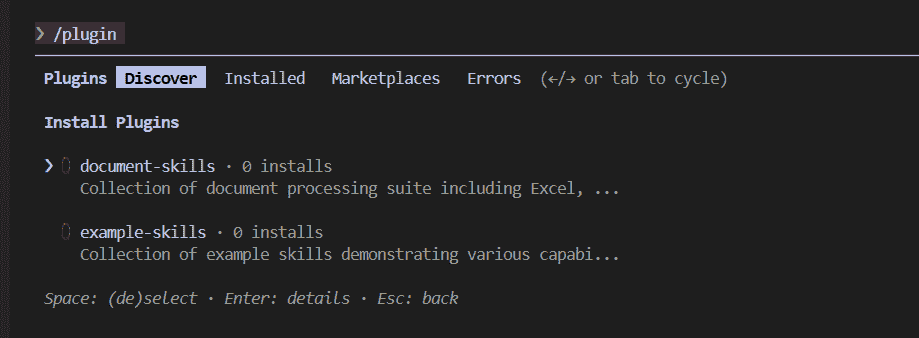 ❯ /plugin
Plugins Discover Installed Marketplaces Errors (←/→ or tab to cycle)
Install Plugins
❯ document-skills · 0 installs
Collection of document processing suite including Excel, ...
example-skills · 0 installs
Collection of example skills demonstrating various capabi...
Space: (de)select · Enter: details · Esc: back